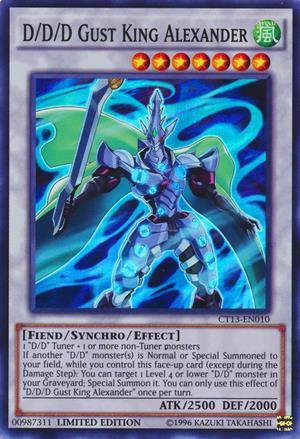 D/D/D Gust King Alexander
風
CT13-EN010
[Fiend/Synchro/Effect]
1 "D/D" Tuner + 1 or more non-Tuner monsters
If another "D/D" monster(s) is Normal or Special Summoned to
your field, while you control this face-up card (except during the
Damage Step): You can target 1 Level 4 or lower "D/D" monster in
your Graveyard; Special Summon it. You can only use this effect of
"D/D/D Gust King Alexander" once per turn.
ATK/2500 DEF/2000
00987311 LIMITED EDITION ©1996 KAZUKI TAKAHASHI